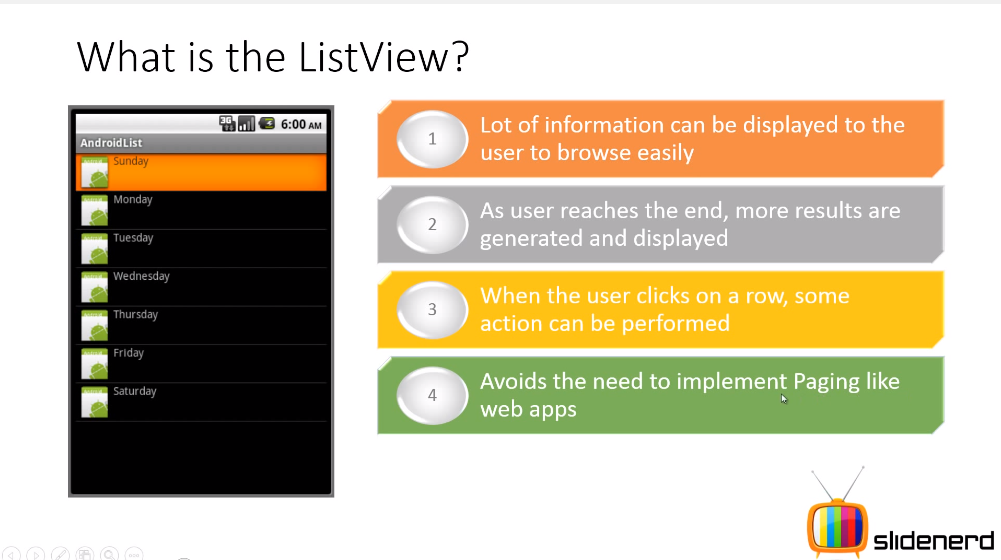 What is the ListView?
3G
6:00 AM
AndroidList
Sunday
Monday
Tuesday
Wednesday
Thursday
Friday
Saturday
1
Lot of information can be displayed to the
user to browse easily
2
As user reaches the end, more results are
generated and displayed
3
When the user clicks on a row, some
action can be performed
4
Avoids the need to implement Paging like
web apps
slidenerd